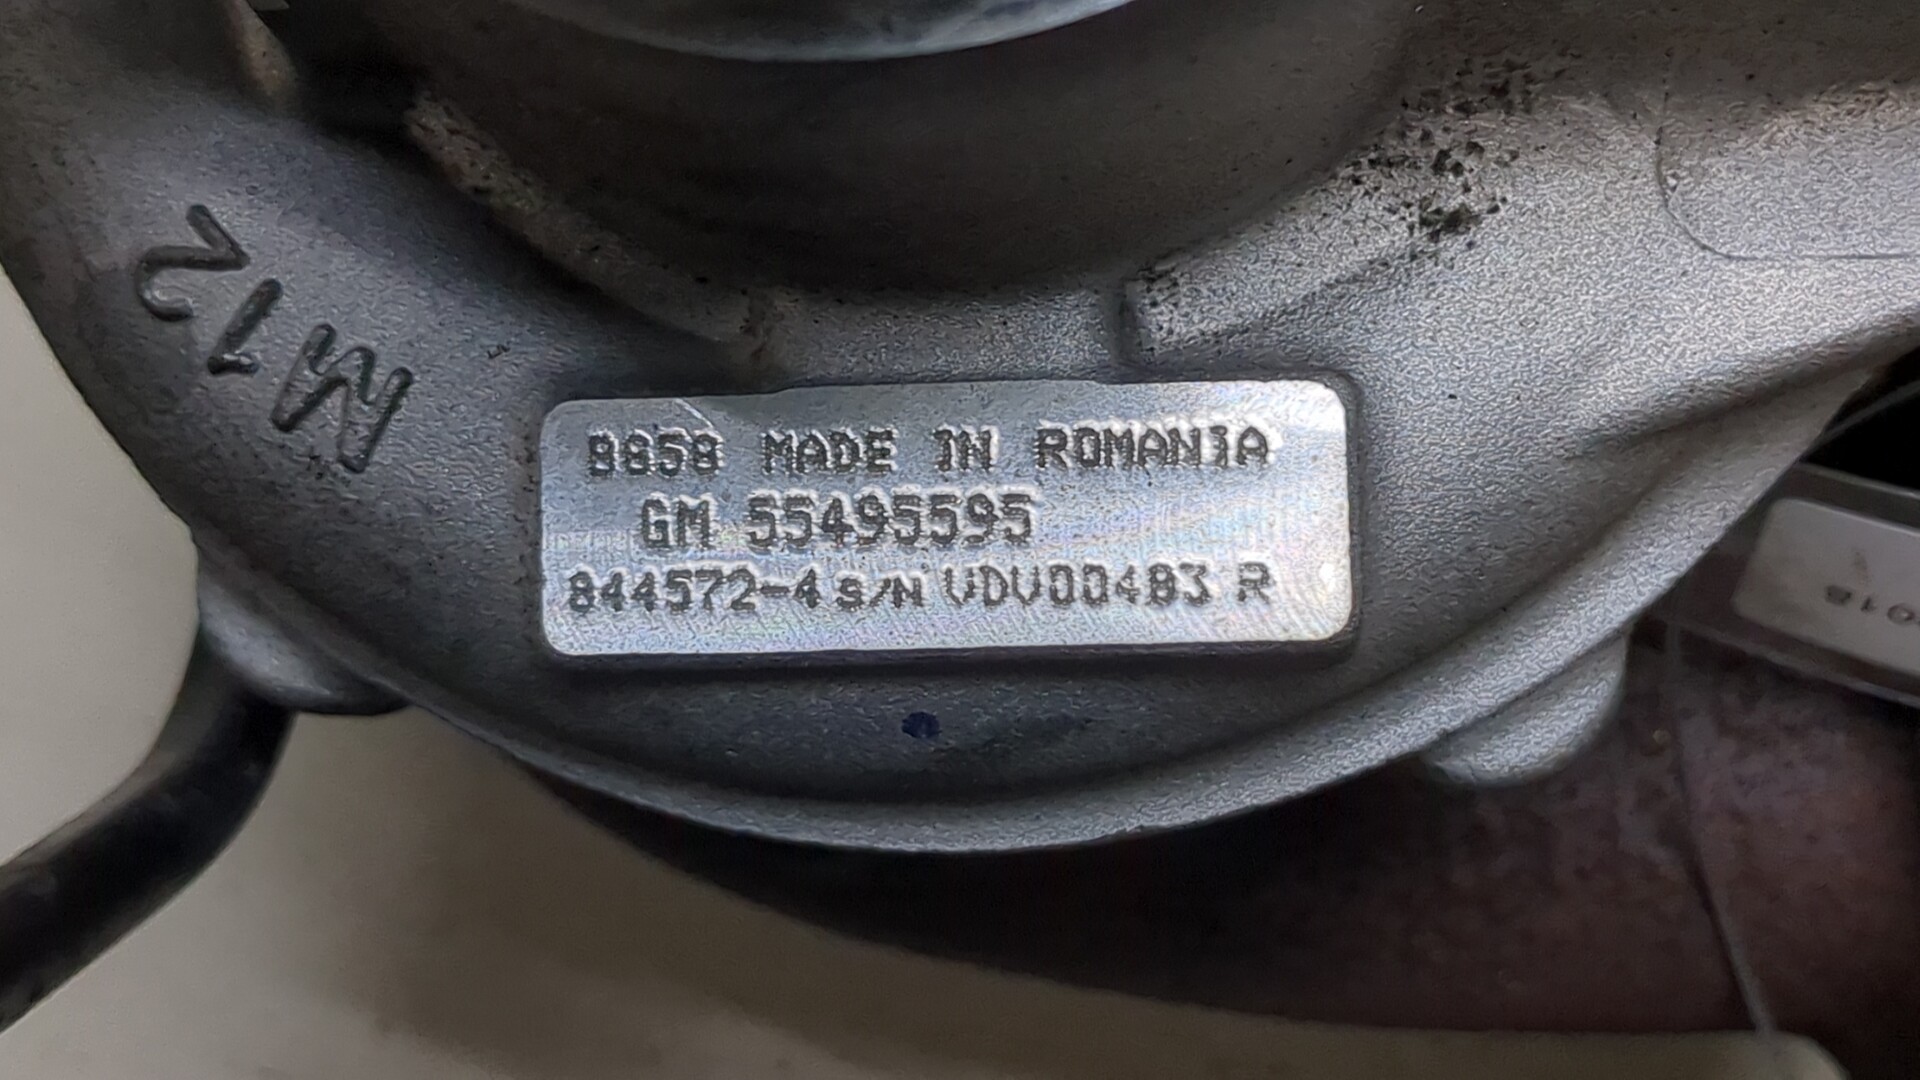 M12
8858 MADE IN ROMANIA
GM 55495595
844572-4 S/N VDV00483 R